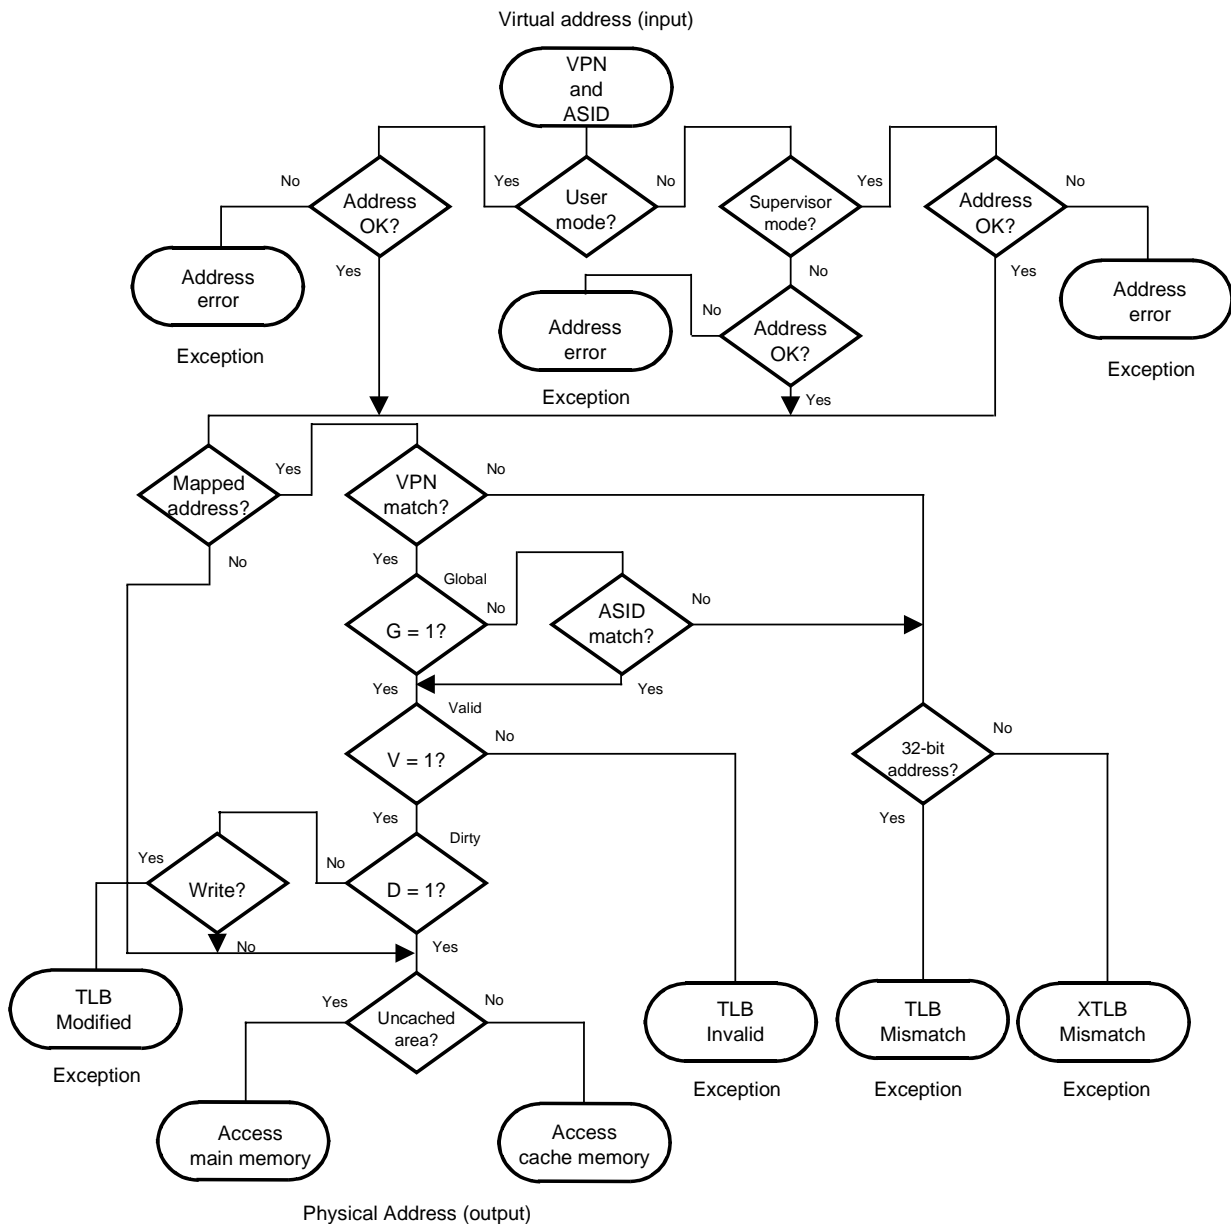 Virtual address (input)
VPN
and
ASID
No
Address
OK?
Yes
User
mode?
No
Supervisor
mode?
Yes
Address
OK?
No
Address
error
Exception
Yes
Address
error
Exception
No
No
Address
OK?
Yes
Yes
Address
error
Exception
Mapped
address?
Yes
VPN
match?
No
No
Yes
Global
G = 1?
No
ASID
match?
No
Yes
Yes
Valid
V = 1?
No
32-bit
address?
No
Yes
Yes
Dirty
D = 1?
No
Yes
Write?
No
Yes
TLB
Modified
Exception
Yes
Uncached
area?
No
TLB
Invalid
Exception
TLB
Mismatch
Exception
XTLB
Mismatch
Exception
Access
main memory
Access
cache memory
Physical Address (output)